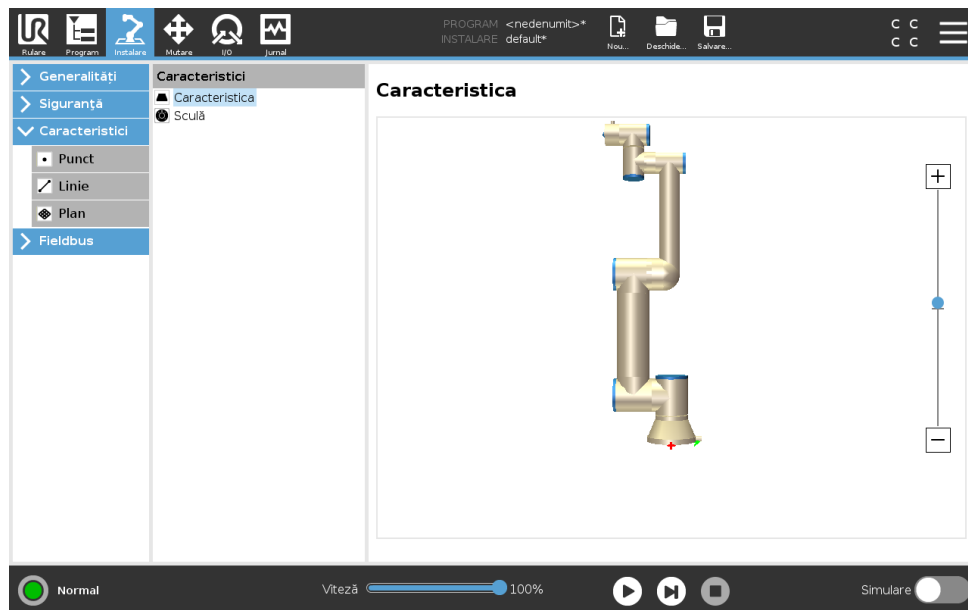 PROGRAM <nedenumit>*
INSTALARE default*
Rulare
Program
Instalare
Mutare
I/O
Jurnal
Nou...
Deschide...
Salvare...
C C
C C
Generalități
Siguranță
Caracteristici
Punct
Linie
Plan
Fieldbus
Caracteristici
Caracteristica
Sculă
Caracteristica
Normal
Viteză
100%
Simulare